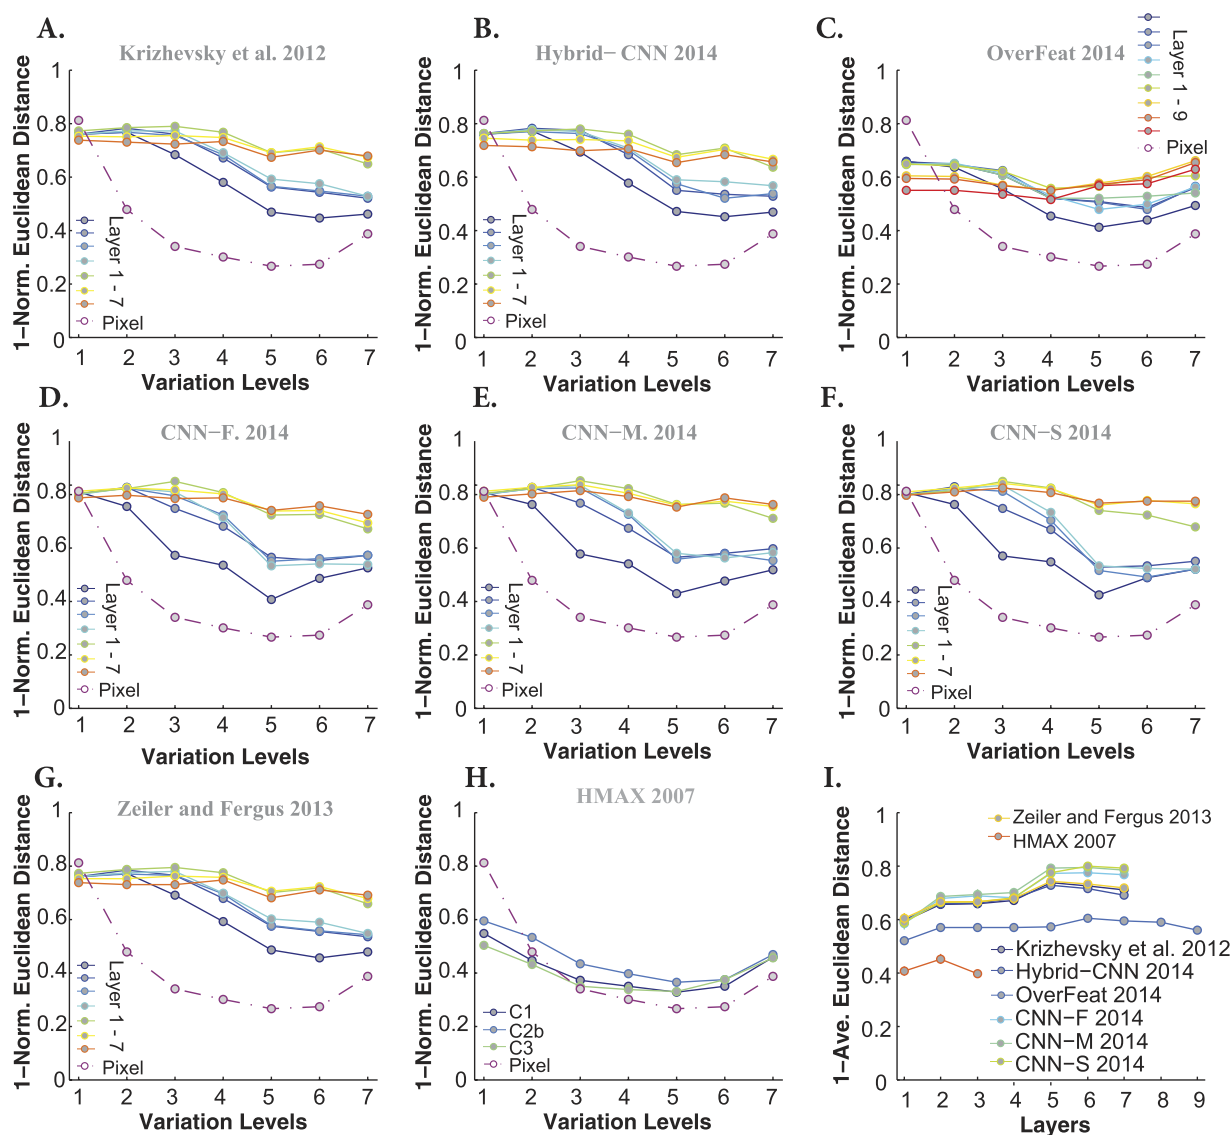 A.
Krizhevsky et al. 2012
1–Norm. Euclidean Distance
1
0.8
0.6
0.4
0.2
0
Layer 1 - 7
Pixel
1 2 3 4 5 6 7
Variation Levels
B.
Hybrid– CNN 2014
1–Norm. Euclidean Distance
1
0.8
0.6
0.4
0.2
0
Layer 1 - 7
Pixel
1 2 3 4 5 6 7
Variation Levels
C.
OverFeat 2014
1–Norm. Euclidean Distance
1
0.8
0.6
0.4
0.2
0
Layer 1 - 9
Pixel
1 2 3 4 5 6 7
Variation Levels
D.
CNN–F. 2014
1–Norm. Euclidean Distance
1
0.8
0.6
0.4
0.2
0
Layer 1 - 7
Pixel
1 2 3 4 5 6 7
Variation Levels
E.
CNN–M. 2014
1–Norm. Euclidean Distance
1
0.8
0.6
0.4
0.2
0
Layer 1 - 7
Pixel
1 2 3 4 5 6 7
Variation Levels
F.
CNN–S 2014
1–Norm. Euclidean Distance
1
0.8
0.6
0.4
0.2
0
Layer 1 - 7
Pixel
1 2 3 4 5 6 7
Variation Levels
G.
Zeiler and Fergus 2013
1–Norm. Euclidean Distance
1
0.8
0.6
0.4
0.2
0
Layer 1 - 7
Pixel
1 2 3 4 5 6 7
Variation Levels
H.
HMAX 2007
1–Norm. Euclidean Distance
1
0.8
0.6
0.4
0.2
0
C1
C2b
C3
Pixel
1 2 3 4 5 6 7
Variation Levels
I.
1–Ave. Euclidean Distance
1
0.8
0.6
0.4
0.2
0
Zeiler and Fergus 2013
HMAX 2007
Krizhevsky et al. 2012
Hybrid–CNN 2014
OverFeat 2014
CNN–F 2014
CNN–M 2014
CNN–S 2014
1 2 3 4 5 6 7 8 9
Layers